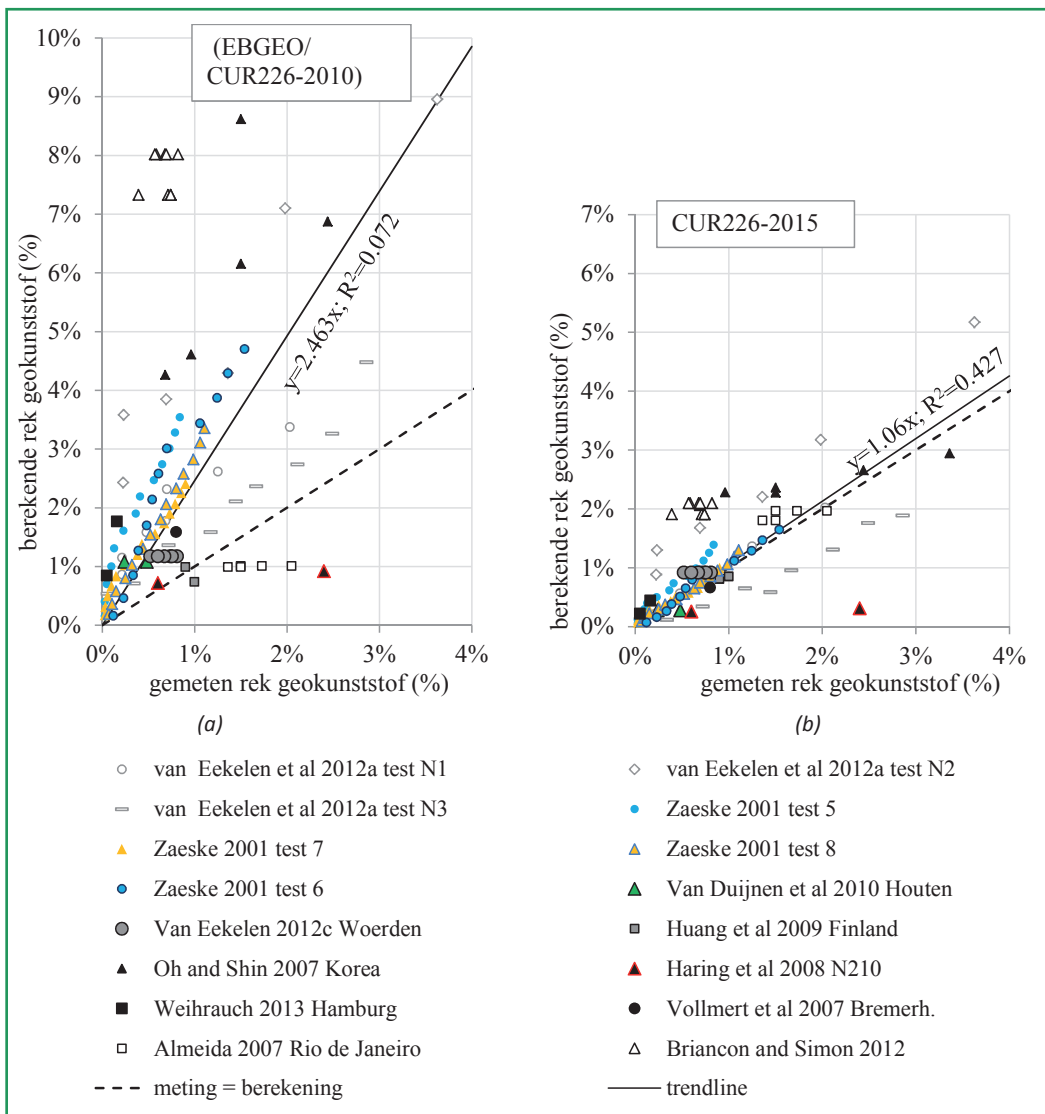 10%
9%
8%
7%
6%
5%
4%
3%
2%
1%
0%
berekende rek geokunststof (%)
(EBGEO/
CUR226-2010)
y=2.463x; R²=0.072
0% 1% 2% 3% 4%
gemeten rek geokunststof (%)
(a)
7%
6%
5%
4%
3%
2%
1%
0%
berekende rek geokunststof (%)
CUR226-2015
y=1.06x; R²=0.427
0% 1% 2% 3% 4%
gemeten rek geokunststof (%)
(b)
van Eekelen et al 2012a test N1
van Eekelen et al 2012a test N2
van Eekelen et al 2012a test N3
Zaeske 2001 test 5
Zaeske 2001 test 7
Zaeske 2001 test 8
Zaeske 2001 test 6
Van Duijnen et al 2010 Houten
Van Eekelen 2012c Woerden
Huang et al 2009 Finland
Oh and Shin 2007 Korea
Haring et al 2008 N210
Weihrauch 2013 Hamburg
Vollmert et al 2007 Bremerh.
Almeida 2007 Rio de Janeiro
Briancon and Simon 2012
meting = berekening
trendline